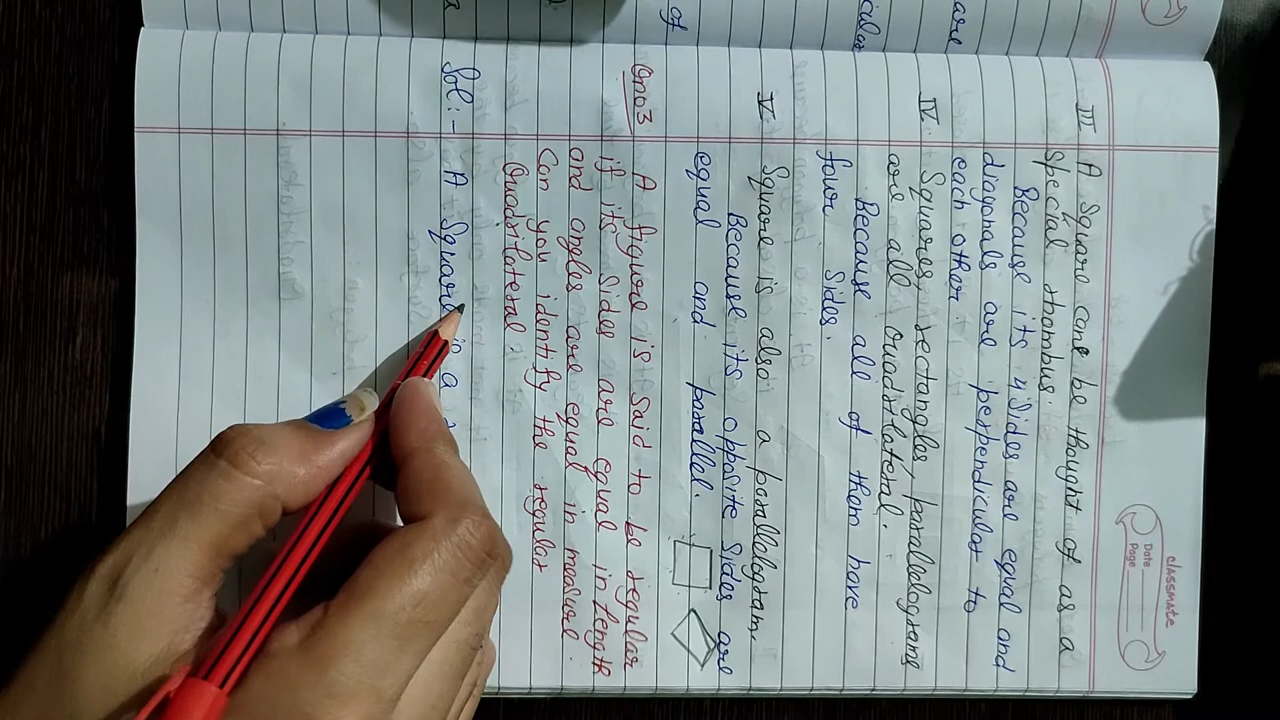 classmate
Date
Page
III A Square cane be thought of as a
special rhombus.
Because its 4 Sides are equal and
diagonals are perpendicular to
each other.
IV. Squares, rectangles, parallelograms
are all Quadrilateral.
Because all of them have
four Sides.
V. Square is also a parallelogram
Because its opposite Sides are
equal and parallel.
Qno3 A figure is said to be regular
if its Sides are equal in length
and angles are equal in measure.
Can you identify the regular
Quadrilateral.
Sol:- A Square is a
are
of